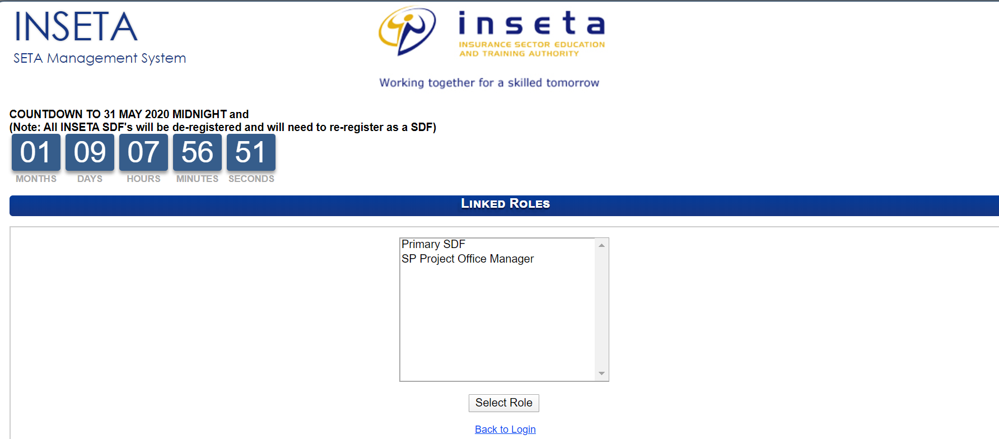 INSETA
SETA Management System
inseta
INSURANCE SECTOR EDUCATION
AND TRAINING AUTHORITY
Working together for a skilled tomorrow
COUNTDOWN TO 31 MAY 2020 MIDNIGHT and
(Note: All INSETA SDF's will be de-registered and will need to re-register as a SDF)
01 09 07 56 51
MONTHS DAYS HOURS MINUTES SECONDS
LINKED ROLES
Primary SDF
SP Project Office Manager
Select Role
Back to Login